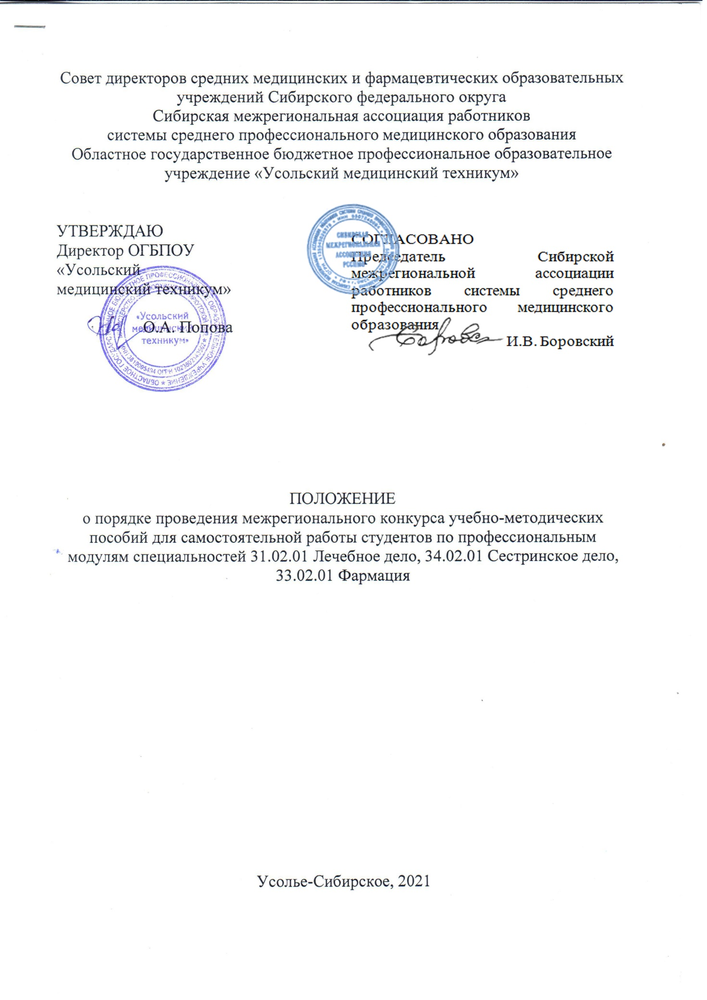 Совет директоров средних медицинских и фармацевтических образовательных
учреждений Сибирского федерального округа
Сибирская межрегиональная ассоциация работников
системы среднего профессионального медицинского образования
Областное государственное бюджетное профессиональное образовательное
учреждение «Усольский медицинский техникум»
УТВЕРЖДАЮ
Директор ОГБПОУ
«Усольский
медицинский техникум»
О.А. Попова
«Усольский
медицинский
техникум»
СОГЛАСОВАНО
Председатель Сибирской
межрегиональной ассоциации
работников системы среднего
профессионального медицинского
образования
И.В. Боровский
СИБИРСКАЯ
МЕЖРЕГИОНАЛЬНАЯ
АССОЦИАЦИЯ
РССПМО
ПОЛОЖЕНИЕ
о порядке проведения межрегионального конкурса учебно-методических
пособий для самостоятельной работы студентов по профессиональным
модулям специальностей 31.02.01 Лечебное дело, 34.02.01 Сестринское дело,
33.02.01 Фармация
Усолье-Сибирское, 2021